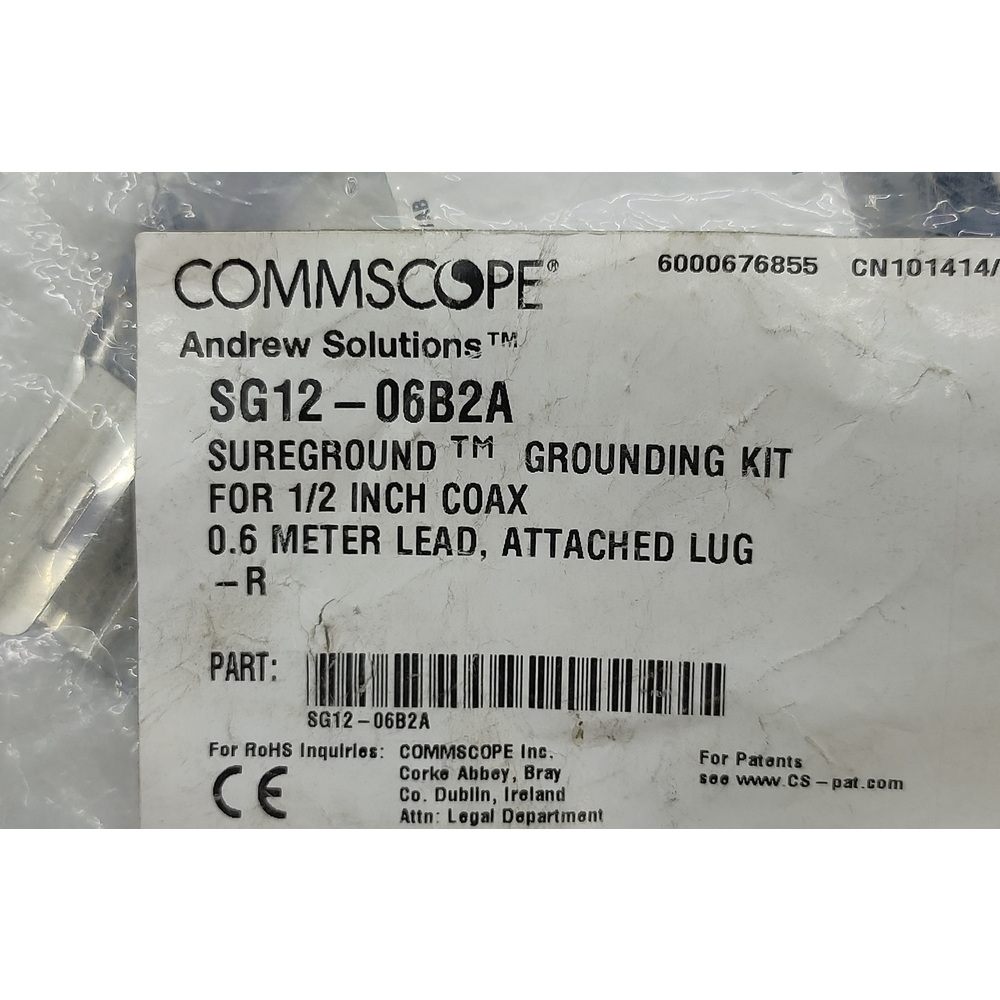 COMMSCOPE® 6000676855 CN101414/
Andrew Solutions™
SG12-06B2A
SUREGROUND™ GROUNDING KIT
FOR 1/2 INCH COAX
0.6 METER LEAD, ATTACHED LUG
-R
PART:
SG12-06B2A
For RoHS Inquiries: COMMSCOPE Inc.
Corke Abbey, Bray
Co. Dublin, Ireland
Attn: Legal Department
CE
For Patents
see www.CS-pat.com